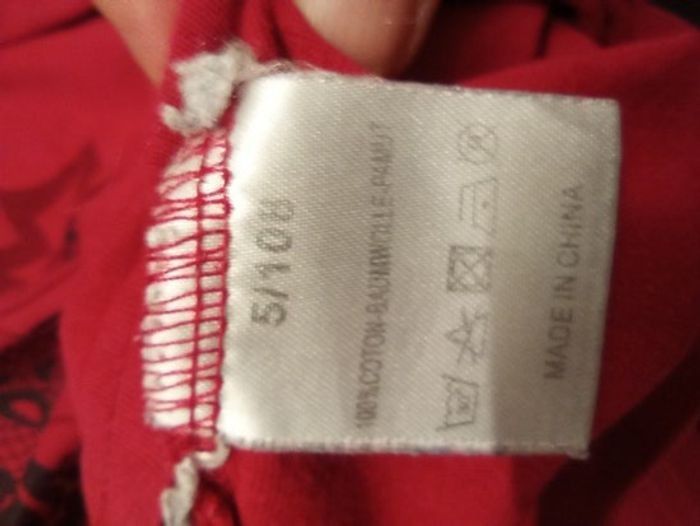 5/108
100%COTON-BAUMWOLLE-PAMUT
MADE IN CHINA